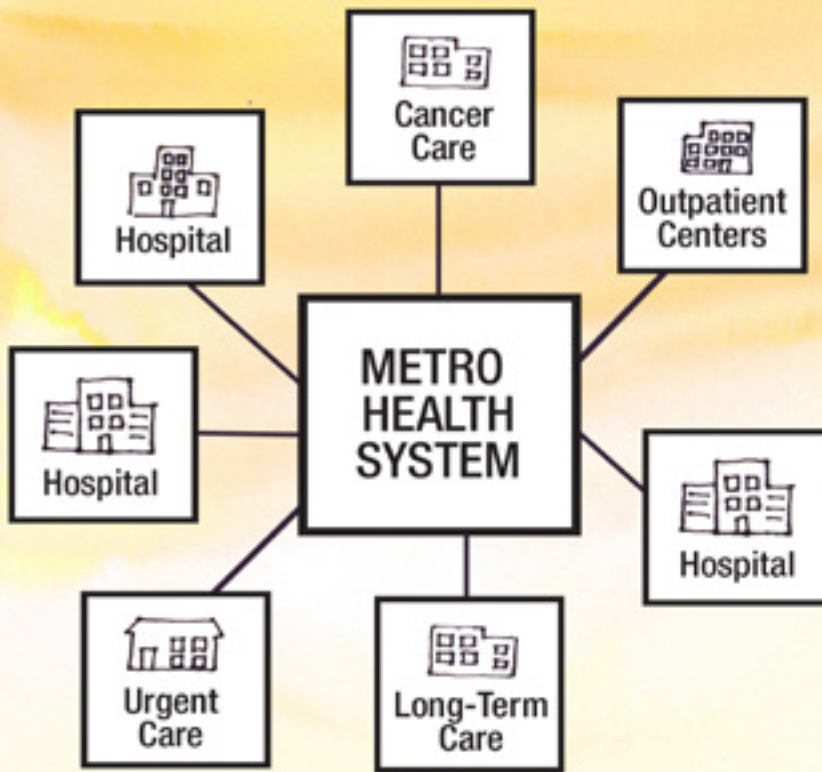 Cancer
Care
Hospital
Outpatient
Centers
METRO
HEALTH
SYSTEM
Hospital
Hospital
Urgent
Care
Long-Term
Care